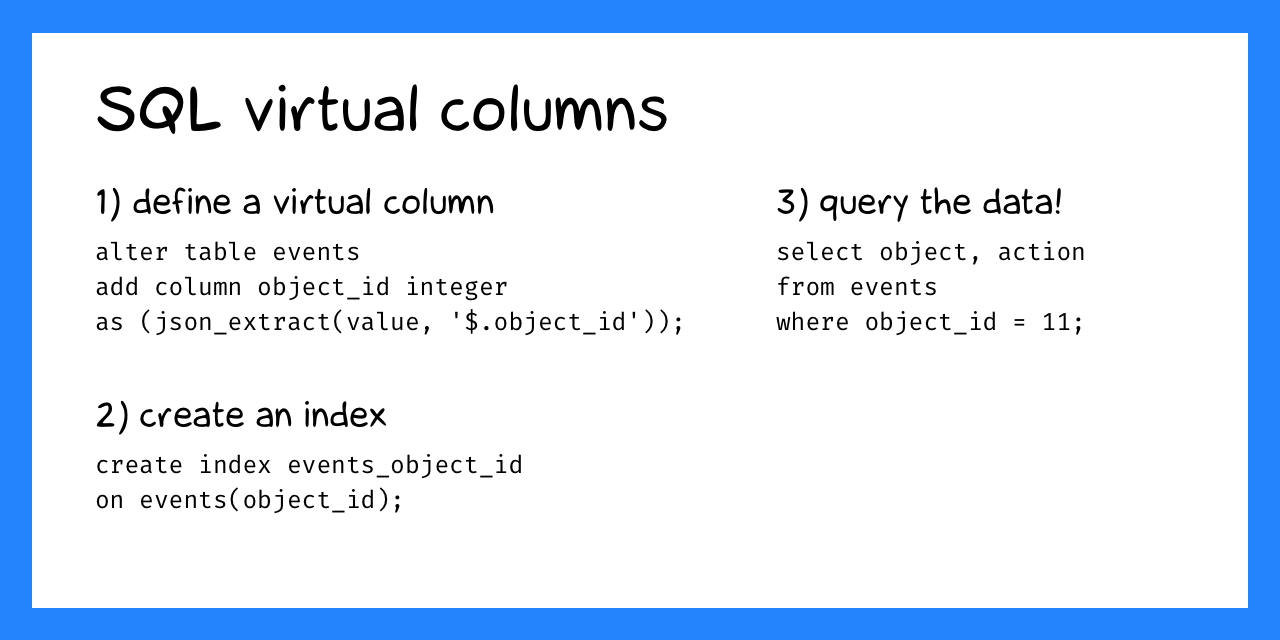 SQL virtual columns
1) define a virtual column
alter table events
add column object_id integer
as (json_extract(value, '$.object_id'));
2) create an index
create index events_object_id
on events(object_id);
3) query the data!
select object, action
from events
where object_id = 11;